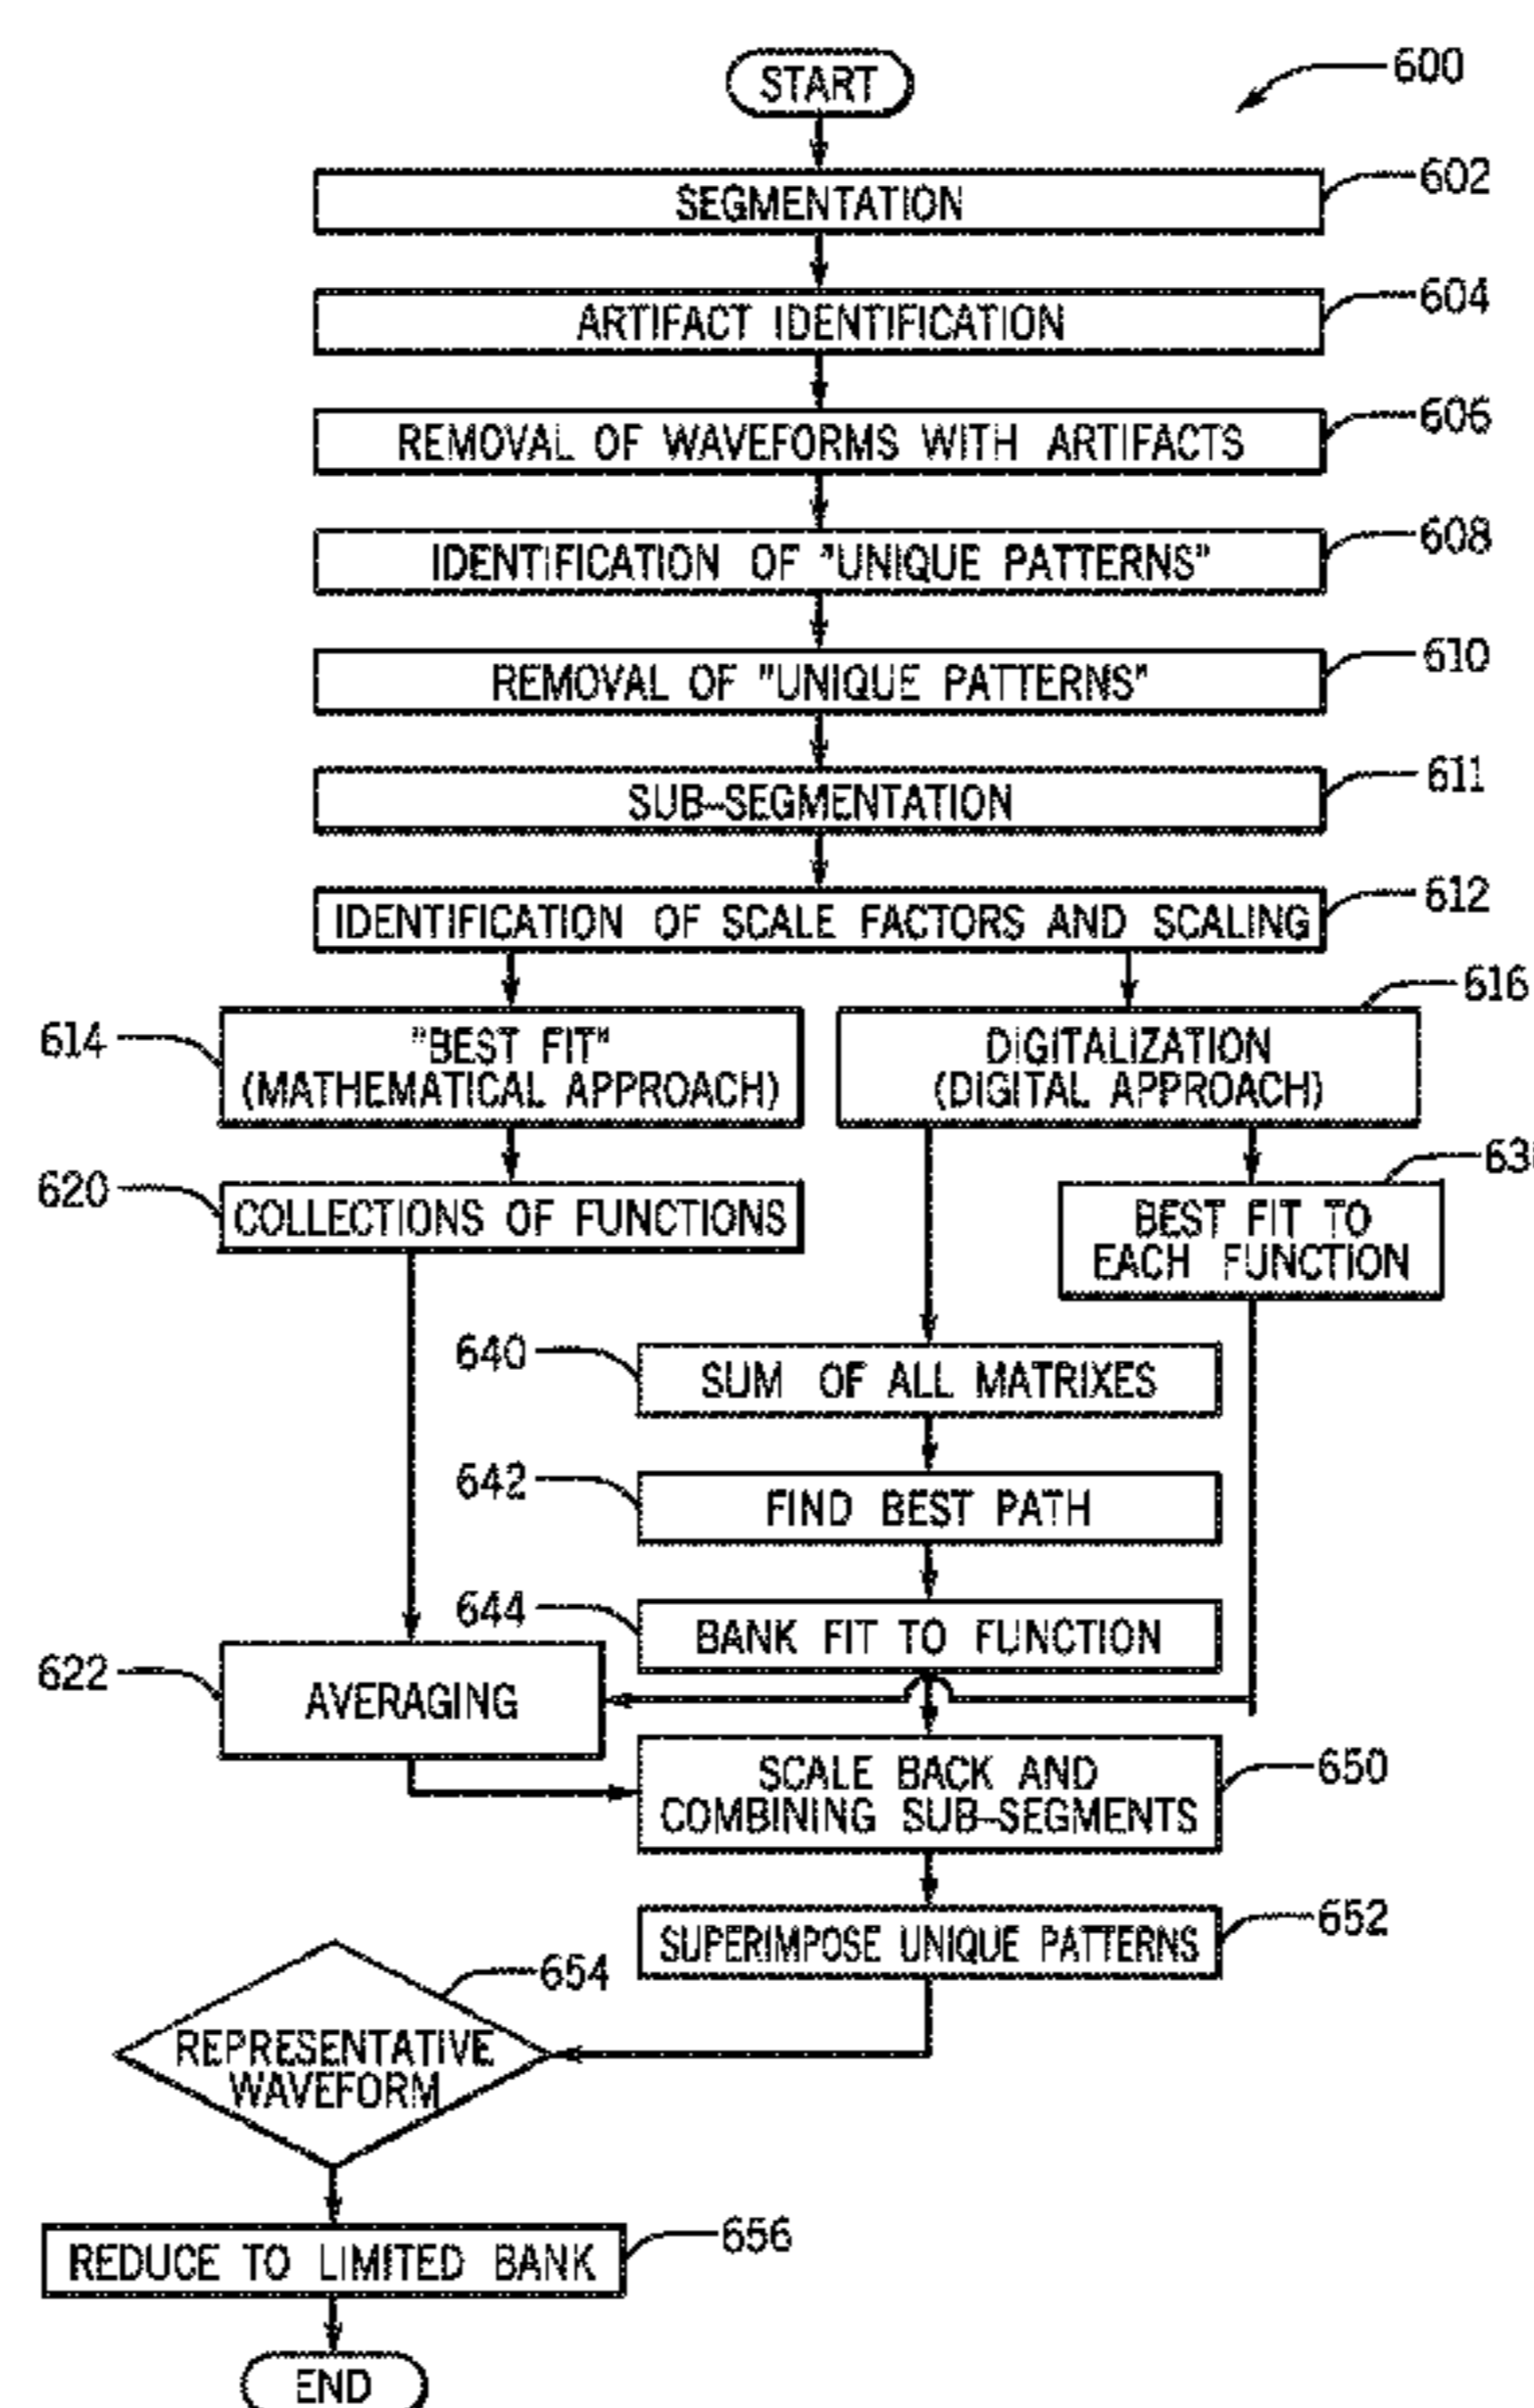 START
600
SEGMENTATION
602
ARTIFACT IDENTIFICATION
604
REMOVAL OF WAVEFORMS WITH ARTIFACTS
606
IDENTIFICATION OF "UNIQUE PATTERNS"
608
REMOVAL OF "UNIQUE PATTERNS"
610
SUB-SEGMENTATION
611
IDENTIFICATION OF SCALE FACTORS AND SCALING
612
614
"BEST FIT"
(MATHEMATICAL APPROACH)
DIGITALIZATION
(DIGITAL APPROACH)
616
620
COLLECTIONS OF FUNCTIONS
BEST FIT TO
EACH FUNCTION
640
SUM OF ALL MATRIXES
642
FIND BEST PATH
644
BANK FIT TO FUNCTION
622
AVERAGING
SCALE BACK AND
COMBINING SUB-SEGMENTS
650
SUPERIMPOSE UNIQUE PATTERNS
652
654
REPRESENTATIVE
WAVEFORM
REDUCE TO LIMITED BANK
656
END